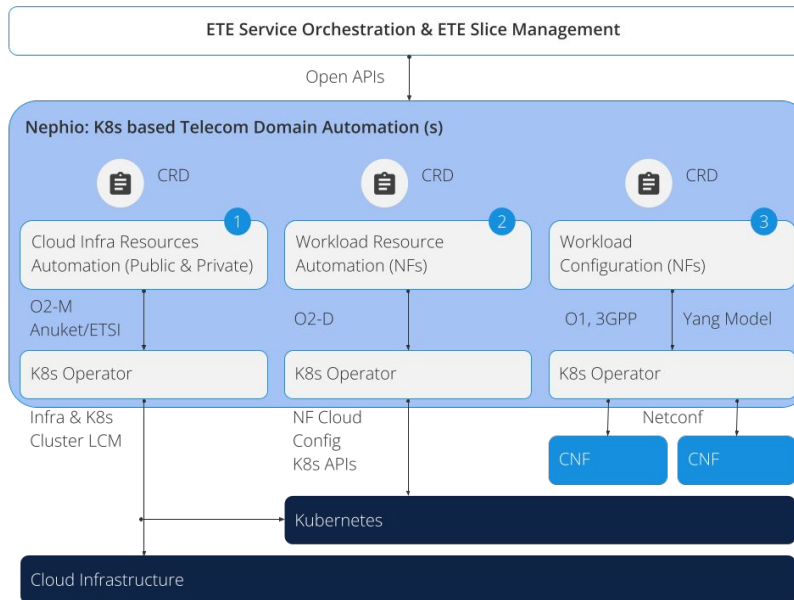 ETE Service Orchestration & ETE Slice Management
Open APIs
Nephio: K8s based Telecom Domain Automation (s)
CRD
CRD
CRD
1
2
3
Cloud Infra Resources
Automation (Public & Private)
Workload Resource
Automation (NFs)
Workload
Configuration (NFs)
O2-M
Anuket/ETSI
O2-D
O1, 3GPP
Yang Model
K8s Operator
K8s Operator
K8s Operator
Infra & K8s
Cluster LCM
NF Cloud
Config
K8s APIs
Netconf
CNF
CNF
Kubernetes
Cloud Infrastructure